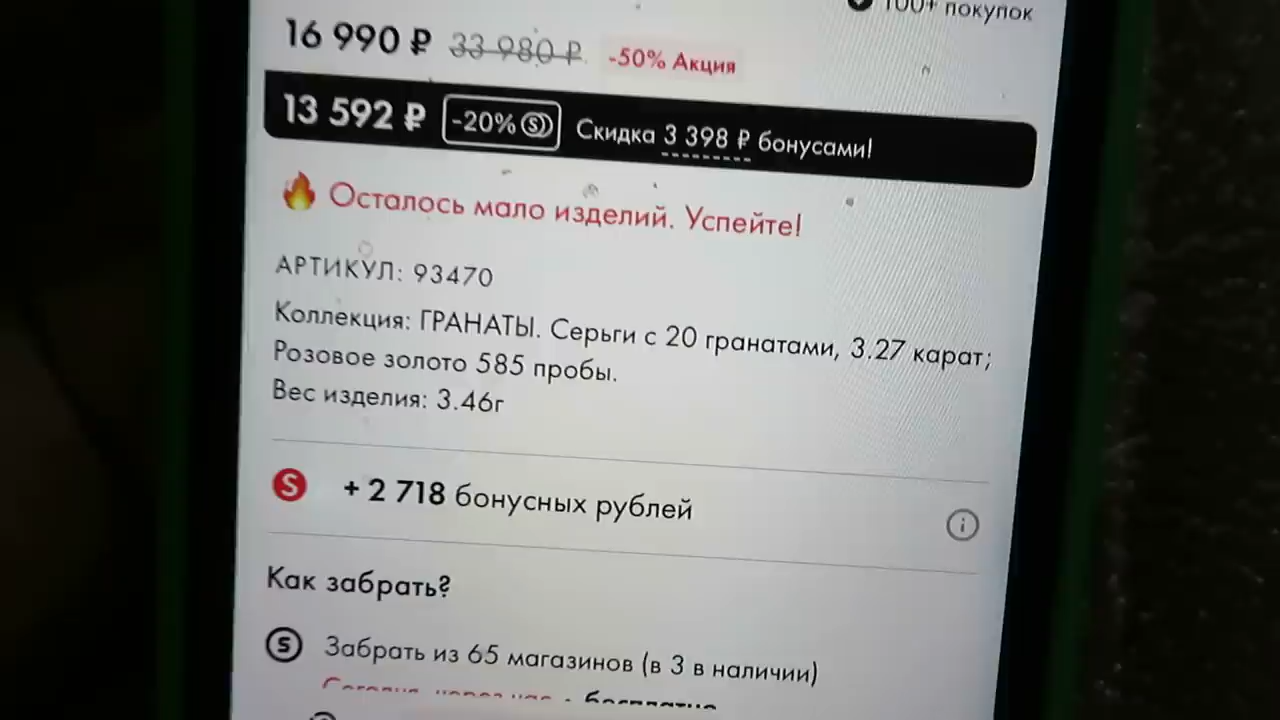 100+ покупок
16 990 ₽ 33 980 ₽ -50% Акция
13 592 ₽ -20% Скидка 3 398 ₽ бонусами!
Осталось мало изделий. Успейте!
АРТИКУЛ: 93470
Коллекция: ГРАНАТЫ. Серьги с 20 гранатами, 3.27 карат;
Розовое золото 585 пробы.
Вес изделия: 3.46г
S + 2 718 бонусных рублей
Как забрать?
S Забрать из 65 магазинов (в 3 в наличии)